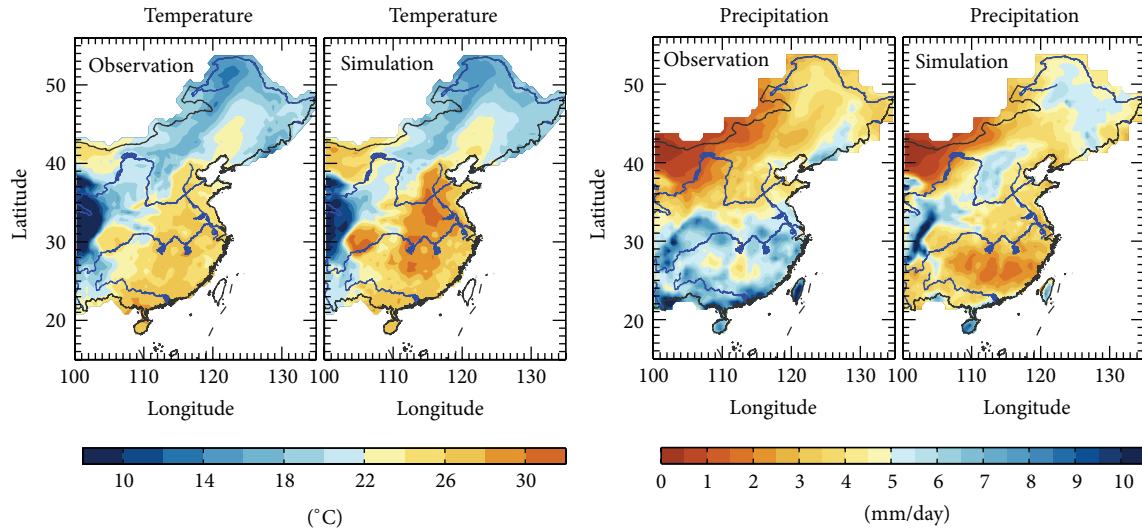 Temperature Temperature Precipitation Precipitation
Observation Simulation Observation Simulation
Latitude Latitude
50 50
40 40
30 30
20 20
100 110 120 130 100 110 120 130 100 110 120 130 100 110 120 130
Longitude Longitude Longitude Longitude
10 14 18 22 26 30
(°C)
0 1 2 3 4 5 6 7 8 9 10
(mm/day)